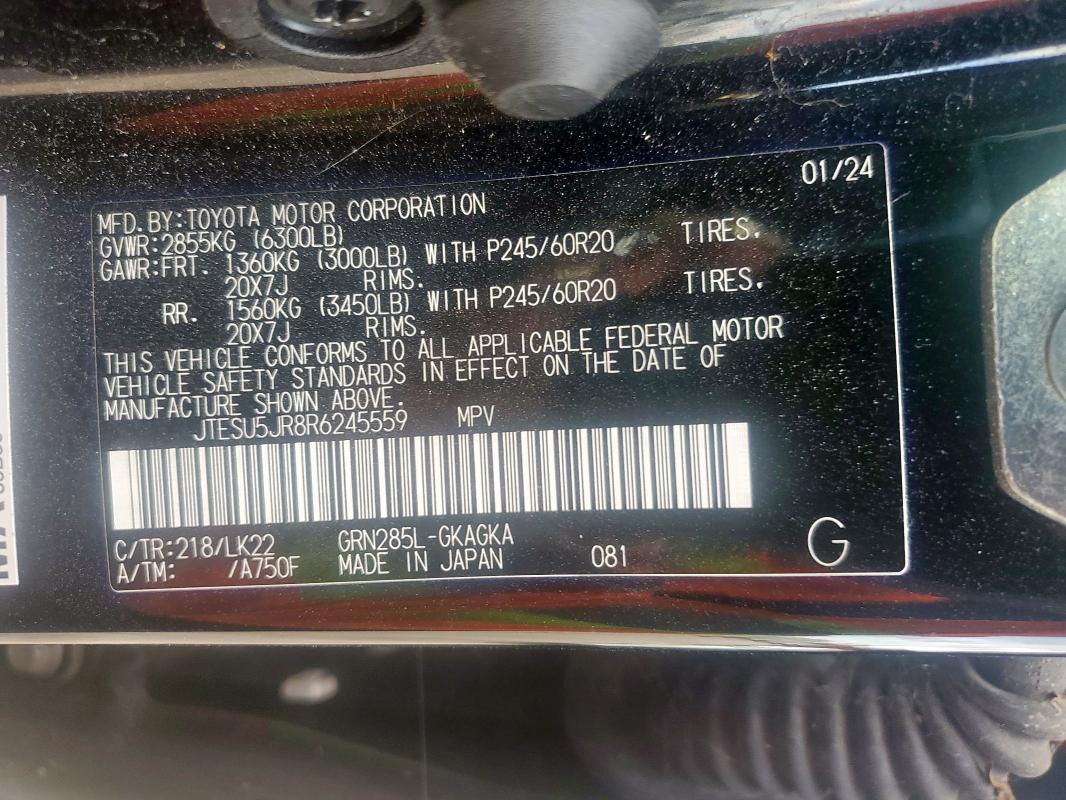 01/24
MFD.BY:TOYOTA MOTOR CORPORATION
GVWR:2855KG (6300LB)
GAWR:FRT. 1360KG (3000LB) WITH P245/60R20 TIRES.
20X7J RIMS.
RR. 1560KG (3450LB) WITH P245/60R20 TIRES.
20X7J RIMS.
THIS VEHICLE CONFORMS TO ALL APPLICABLE FEDERAL MOTOR
VEHICLE SAFETY STANDARDS IN EFFECT ON THE DATE OF
MANUFACTURE SHOWN ABOVE.
JTESU5JR8R6245559 MPV
C/TR:218/LK22 GRN285L-GKAGKA
A/TM: /A750F MADE IN JAPAN 081 G